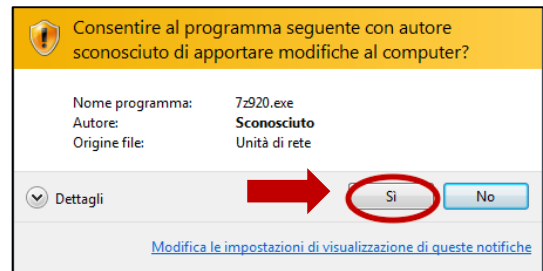 Consentire al programma seguente con autore
sconosciuto di apportare modifiche al computer?
Nome programma: 7z920.exe
Autore: Sconosciuto
Origine file: Unità di rete
Dettagli Sì No
Modifica le impostazioni di visualizzazione di queste notifiche